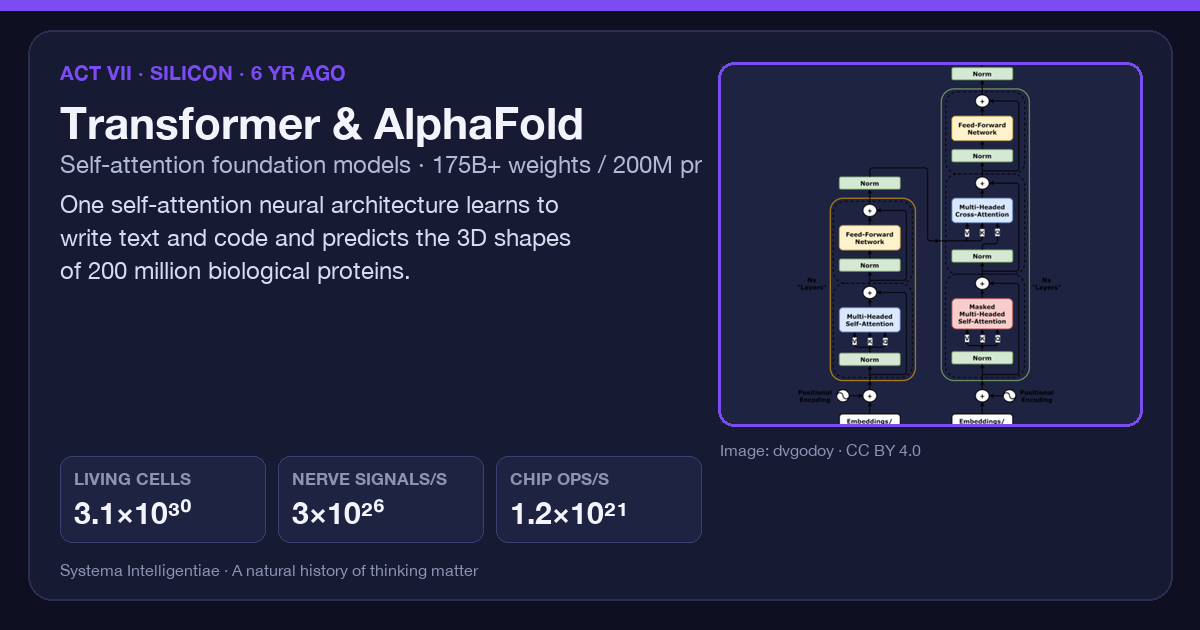 ACT VII · SILICON · 6 YR AGO
Transformer & AlphaFold
Self-attention foundation models · 175B+ weights / 200M pr
One self-attention neural architecture learns to
write text and code and predicts the 3D shapes
of 200 million biological proteins.
LIVING CELLS
3.1×10³⁰
NERVE SIGNALS/S
3×10²⁶
CHIP OPS/S
1.2×10²¹
Systema Intelligentiae · A natural history of thinking matter
Norm
+
Feed-Forward
Network
Norm
+
Multi-Headed
Cross-Attention
V K Q
Norm
+
Masked
Multi-Headed
Self-Attention
V K Q
Norm
Nx
"Layers"
+
Positional
Encoding
Embeddings/
Norm
+
Feed-Forward
Network
Norm
+
Multi-Headed
Self-Attention
V K Q
Norm
Nx
"Layers"
Positional
Encoding
+
Embeddings/
Image: dvgodoy · CC BY 4.0